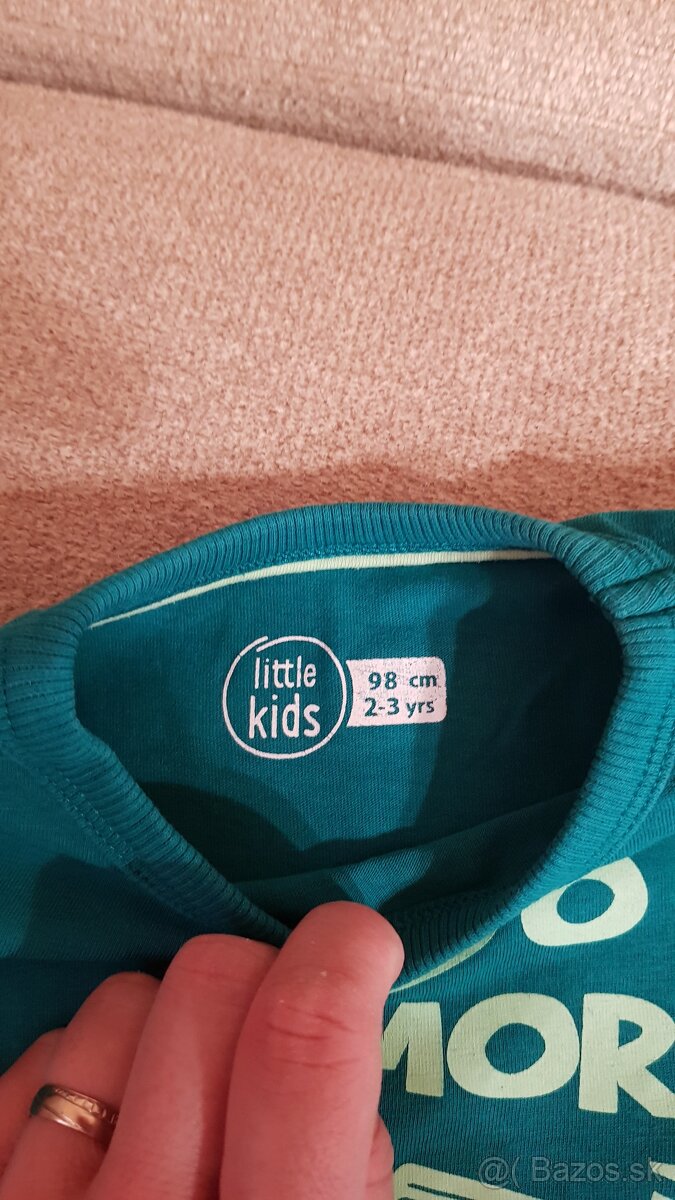 little
kids
98 cm
2-3 yrs
MOR
@( Bazos.sk